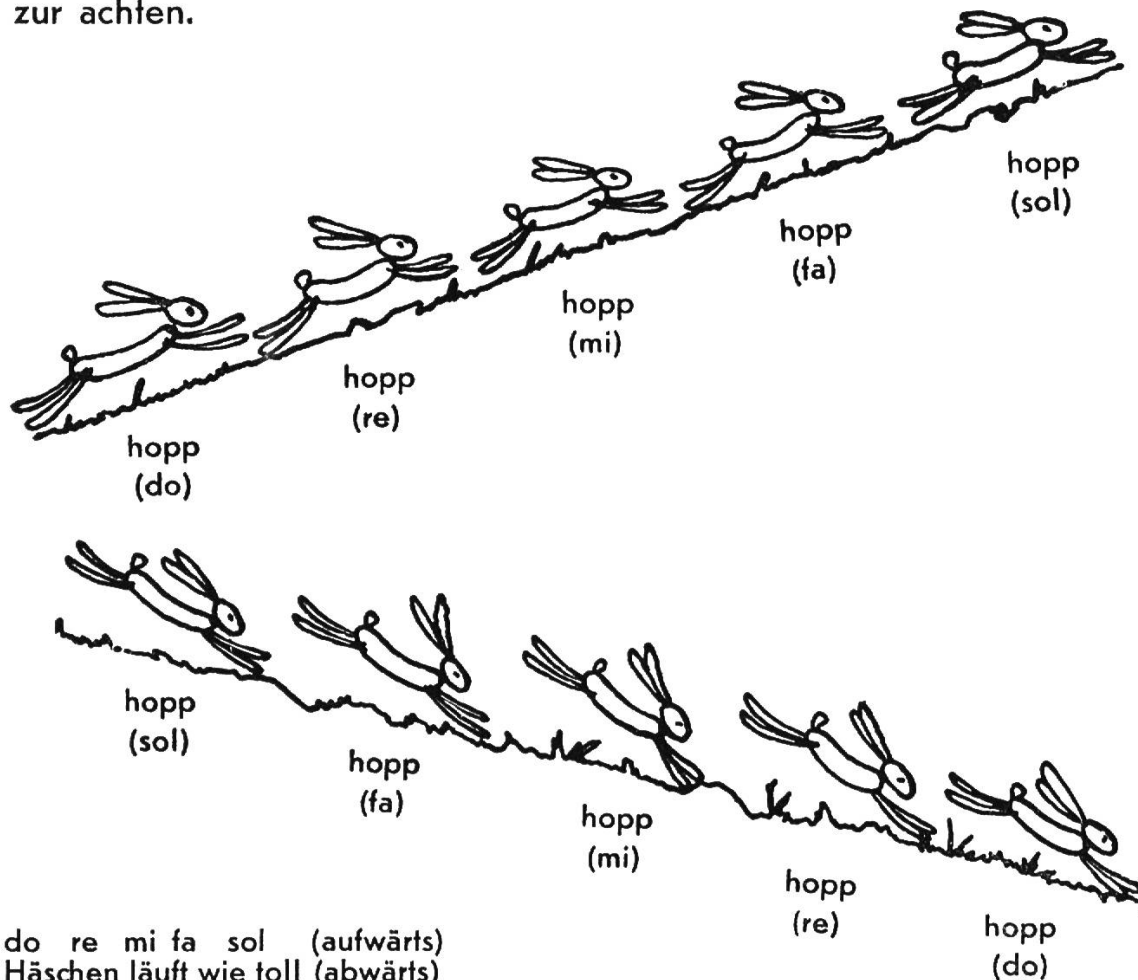 zur achten.
hopp
(sol)
hopp
(fa)
hopp
(mi)
hopp
(re)
hopp
(do)
hopp
(sol)
hopp
(fa)
hopp
(mi)
hopp
(re)
hopp
(do)
do re mi fa sol (aufwärts)
Häschen läuft wie toll (abwärts)